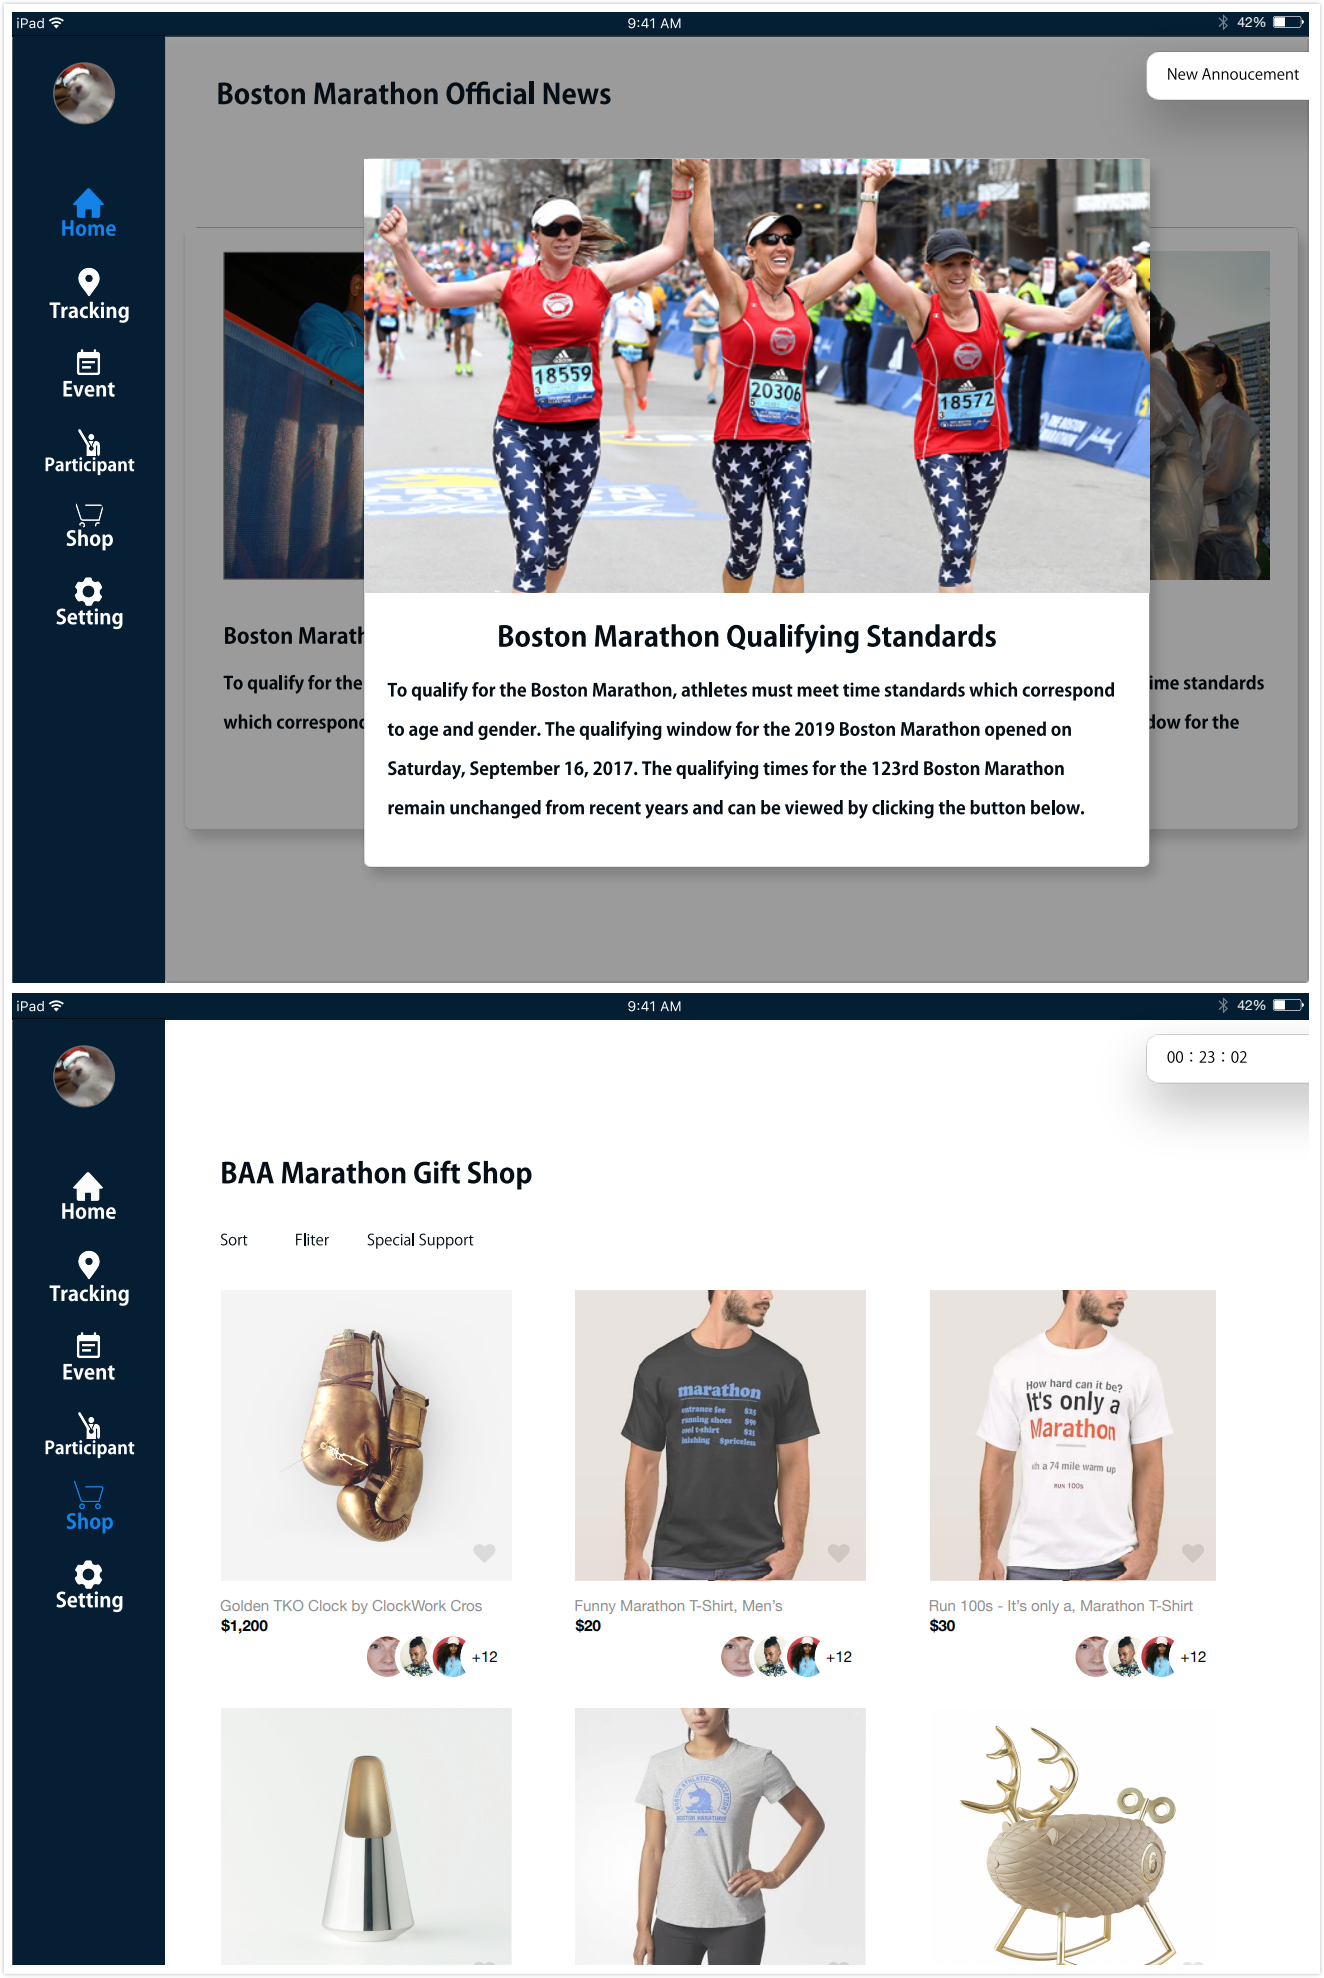 iPad
9:41 AM
42%
New Annoucement
Boston Marathon Official News
Home
Tracking
Event
Participant
Shop
Setting
18559
20306
18572
Boston Marath
To qualify for the
which correspond
ime standards
dow for the
Boston Marathon Qualifying Standards
To qualify for the Boston Marathon, athletes must meet time standards which correspond
to age and gender. The qualifying window for the 2019 Boston Marathon opened on
Saturday, September 16, 2017. The qualifying times for the 123rd Boston Marathon
remain unchanged from recent years and can be viewed by clicking the button below.
iPad
9:41 AM
42%
00 : 23 : 02
Home
Tracking
Event
Participant
Shop
Setting
BAA Marathon Gift Shop
Sort
Fliter
Special Support
marathon
entrance fee $25
running shoes $90
cool t-shirt $25
finishing $priceless
How hard can it be?
It's only a
Marathon
ith a 74 mile warm up
RUN 100s
Golden TKO Clock by ClockWork Cros
$1,200
+12
Funny Marathon T-Shirt, Men's
$20
+12
Run 100s - It's only a, Marathon T-Shirt
$30
+12
BOSTON ATHLETIC ASSOCIATION
BOSTON MARATHON